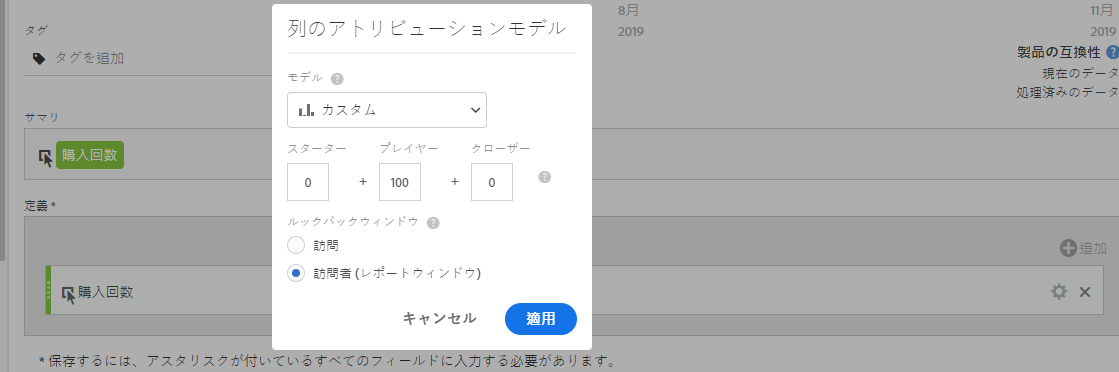 列のアトリビューションモデル
8月
2019
11月
2019
タグ
タグを追加
製品の互換性 ?
現在のデータ
処理済みのデータ
モデル ?
カスタム
サマリ
購入回数
スターター プレイヤー クローザー
0 + 100 + 0 ?
定義 *
ルックバックウィンドウ ?
訪問
訪問者 (レポートウィンドウ)
追加
購入回数
キャンセル 適用
* 保存するには、アスタリスクが付いているすべてのフィールドに入力する必要があります。